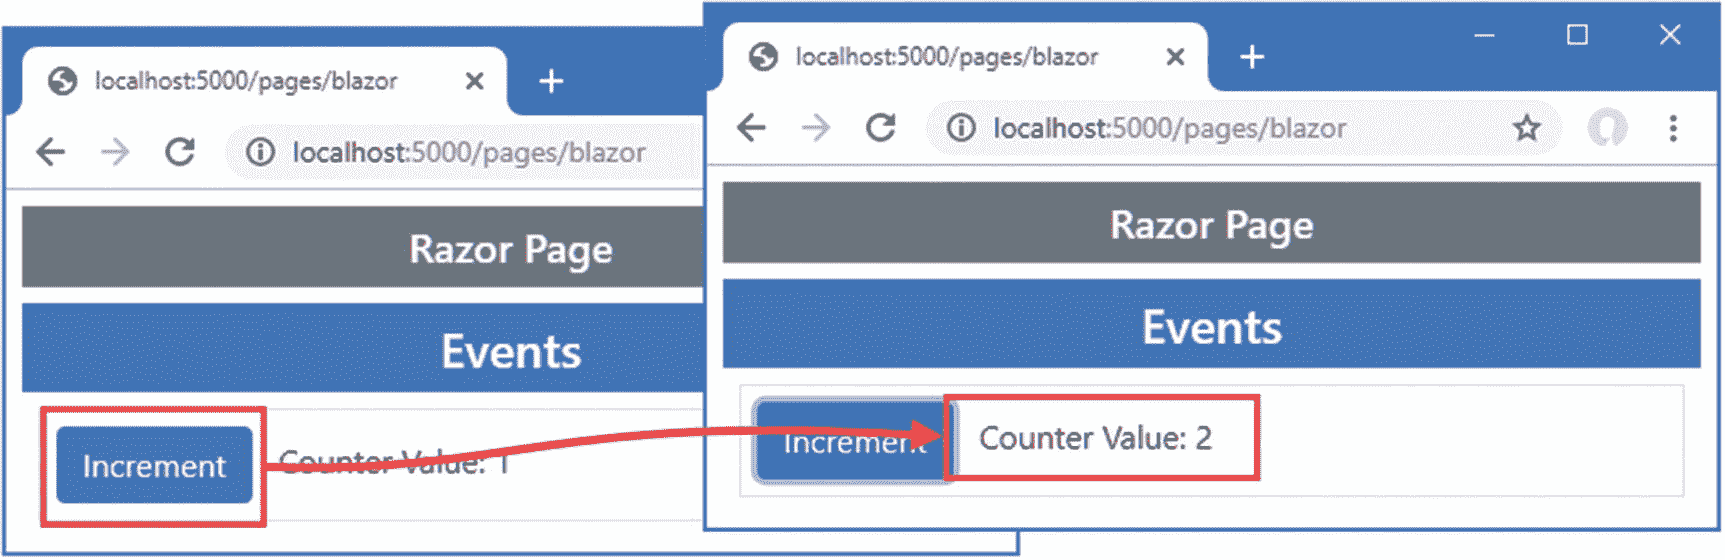 localhost:5000/pages/blazor
localhost:5000/pages/blazor
Razor Page
Events
Increment Counter Value: 1
localhost:5000/pages/blazor
localhost:5000/pages/blazor
Razor Page
Events
Increment Counter Value: 2